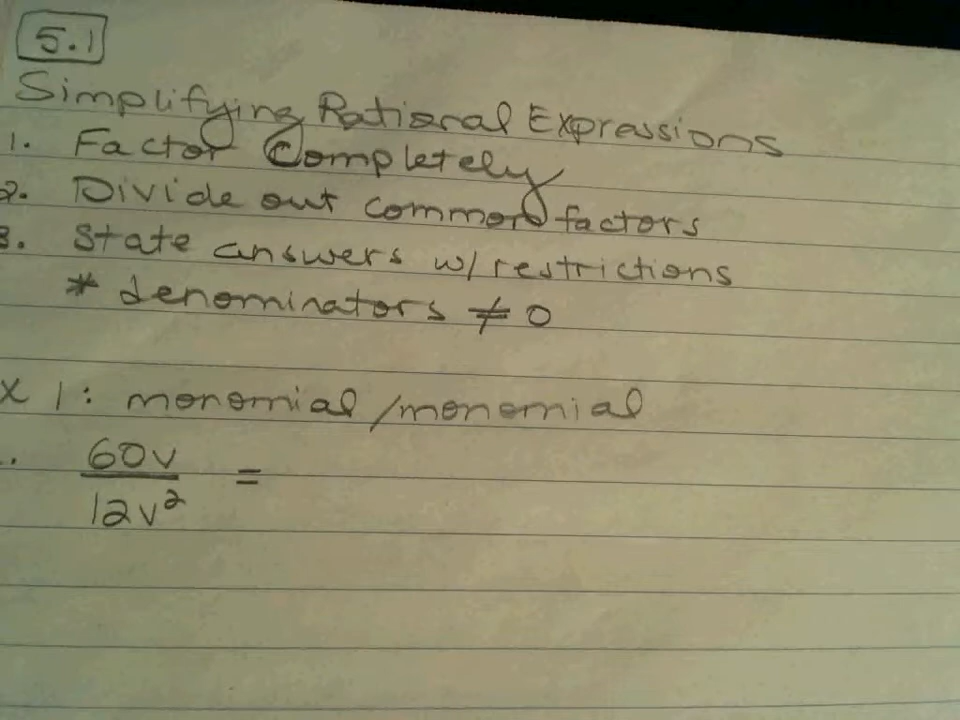 5.1
Simplifying Rational Expressions
1. Factor Completely
2. Divide out common factors
3. State answers w/ restrictions
* denominators ≠ 0
x 1: monomial/monomial
60v
12v² =